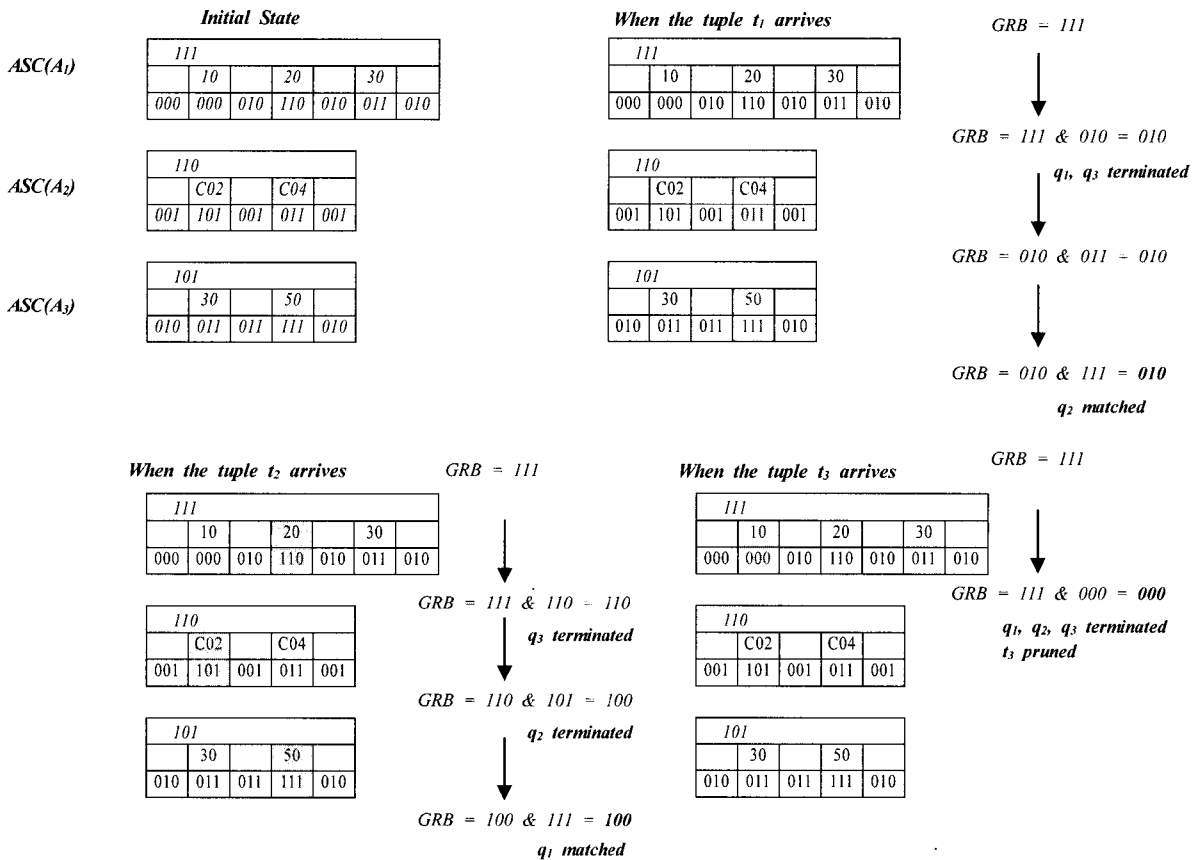 Initial State
ASC(A1)
111
10 20 30
000 000 010 110 010 011 010
ASC(A2)
110
C02 C04
001 101 001 011 001
ASC(A3)
101
30 50
010 011 011 111 010
When the tuple t1 arrives
111
10 20 30
000 000 010 110 010 011 010
110
C02 C04
001 101 001 011 001
101
30 50
010 011 011 111 010
GRB = 111
GRB = 111 & 010 = 010
q1, q3 terminated
GRB = 010 & 011 = 010
GRB = 010 & 111 = 010
q2 matched
When the tuple t2 arrives
111
10 20 30
000 000 010 110 010 011 010
110
C02 C04
001 101 001 011 001
101
30 50
010 011 011 111 010
GRB = 111
GRB = 111 & 110 = 110
q3 terminated
GRB = 110 & 101 = 100
q2 terminated
GRB = 100 & 111 = 100
q1 matched
When the tuple t3 arrives
111
10 20 30
000 000 010 110 010 011 010
110
C02 C04
001 101 001 011 001
101
30 50
010 011 011 111 010
GRB = 111
GRB = 111 & 000 = 000
q1, q2, q3 terminated
t3 pruned